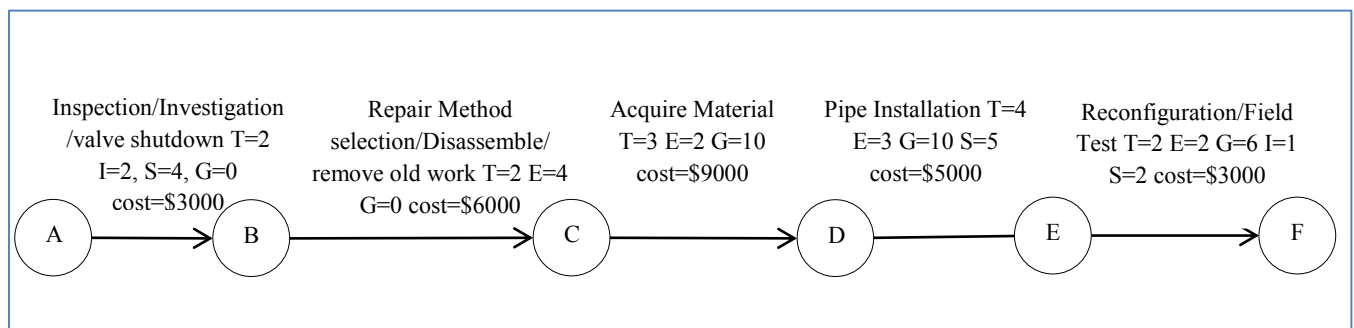 Inspection/Investigation
/valve shutdown T=2
I=2, S=4, G=0
cost=$3000
Repair Method
selection/Disassemble/
remove old work T=2 E=4
G=0 cost=$6000
Acquire Material
T=3 E=2 G=10
cost=$9000
Pipe Installation T=4
E=3 G=10 S=5
cost=$5000
Reconfiguration/Field
Test T=2 E=2 G=6 I=1
S=2 cost=$3000
A
B
C
D
E
F